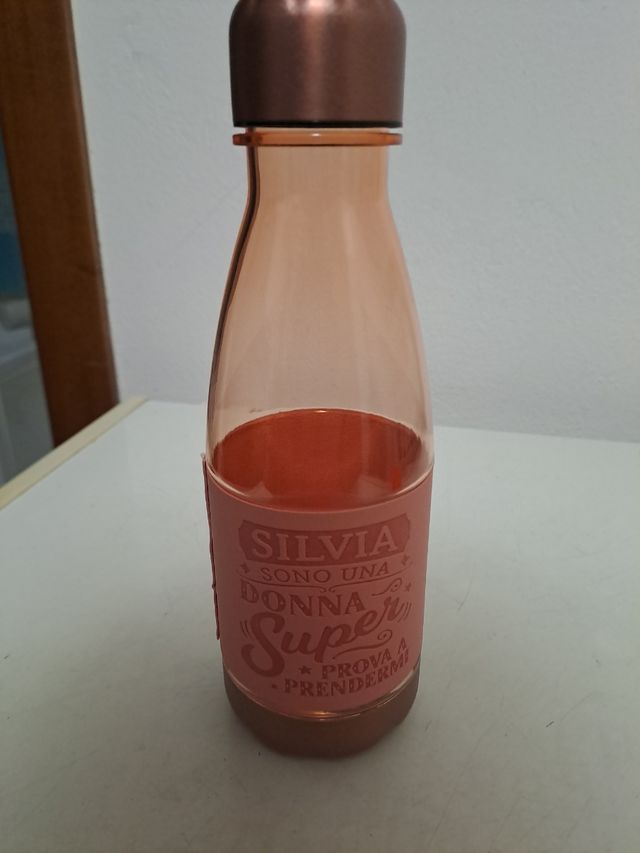 SILVIA
SONO UNA
DONNA
Super
PROVA A
PRENDERMI